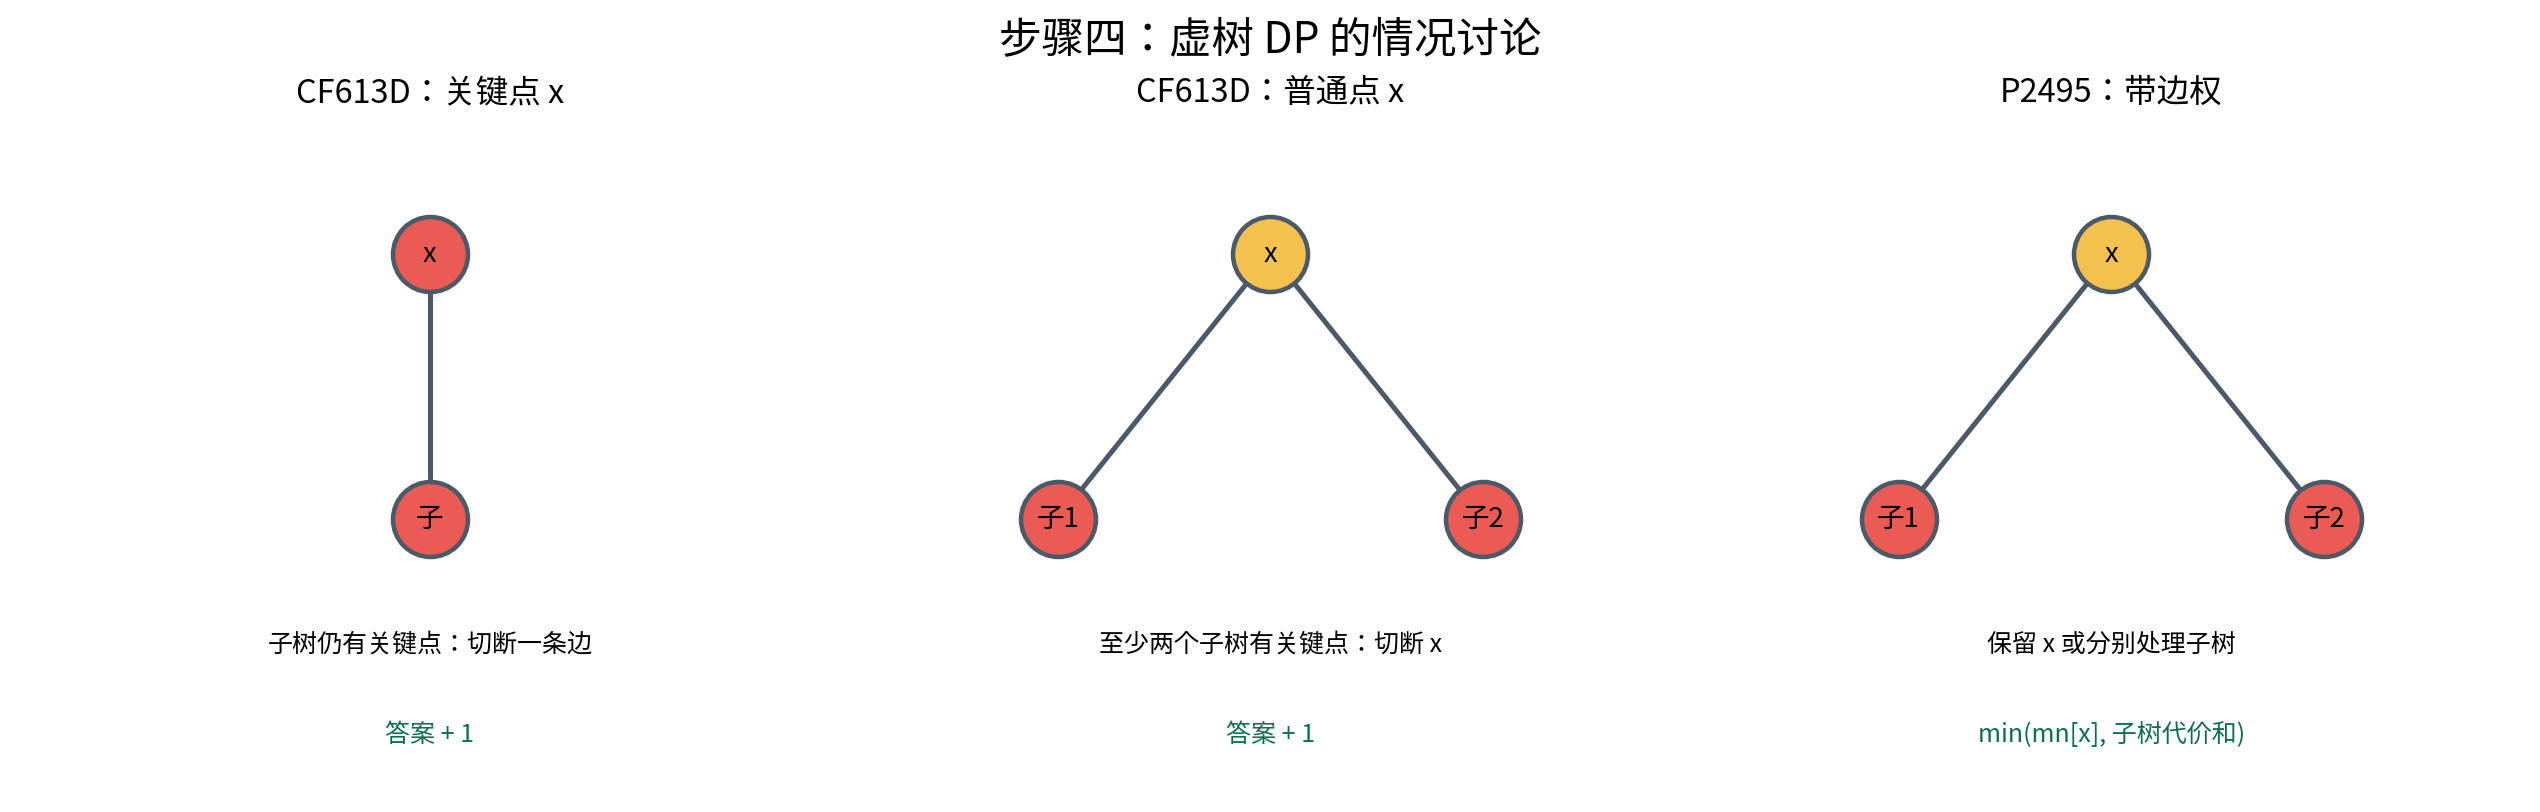 步骤四：虚树 DP 的情况讨论
CF613D：关键点 x
x
子
子树仍有关键点：切断一条边
答案 + 1
CF613D：普通点 x
x
子1
子2
至少两个子树有关键点：切断 x
答案 + 1
P2495：带边权
x
子1
子2
保留 x 或分别处理子树
min(mn[x], 子树代价和)